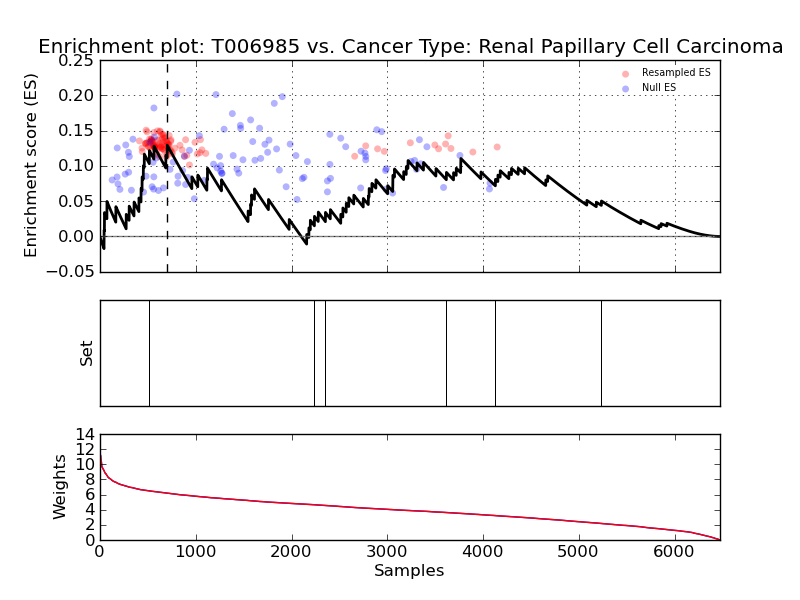 Enrichment plot: T006985 vs. Cancer Type: Renal Papillary Cell Carcinoma
0.25
0.20
0.15
0.10
0.05
0.00
−0.05
Enrichment score (ES)
Resampled ES
Null ES
Set
14
12
10
8
6
4
2
0
Weights
0 1000 2000 3000 4000 5000 6000
Samples